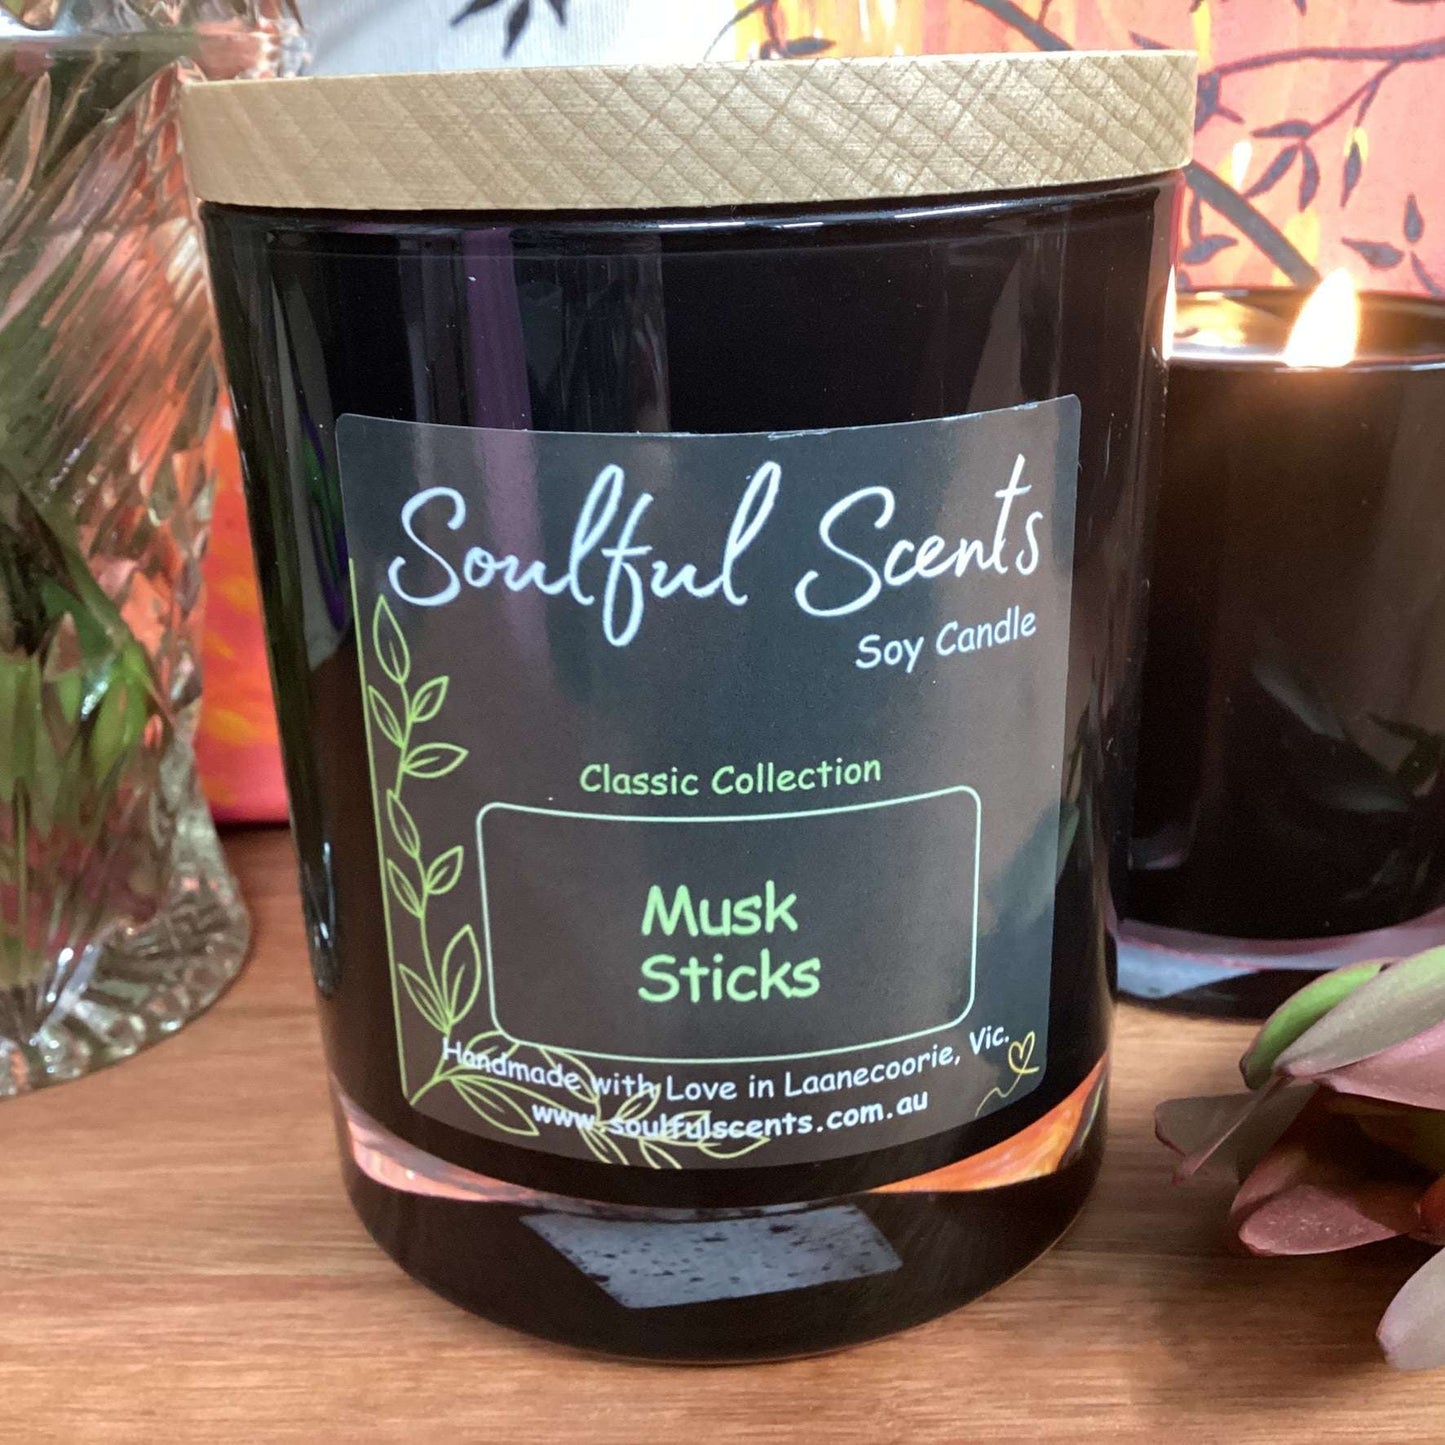 Soulful Scents
Soy Candle
Classic Collection
Musk
Sticks
Handmade with Love in Laanecoorie, Vic.
www.soulfulscents.com.au